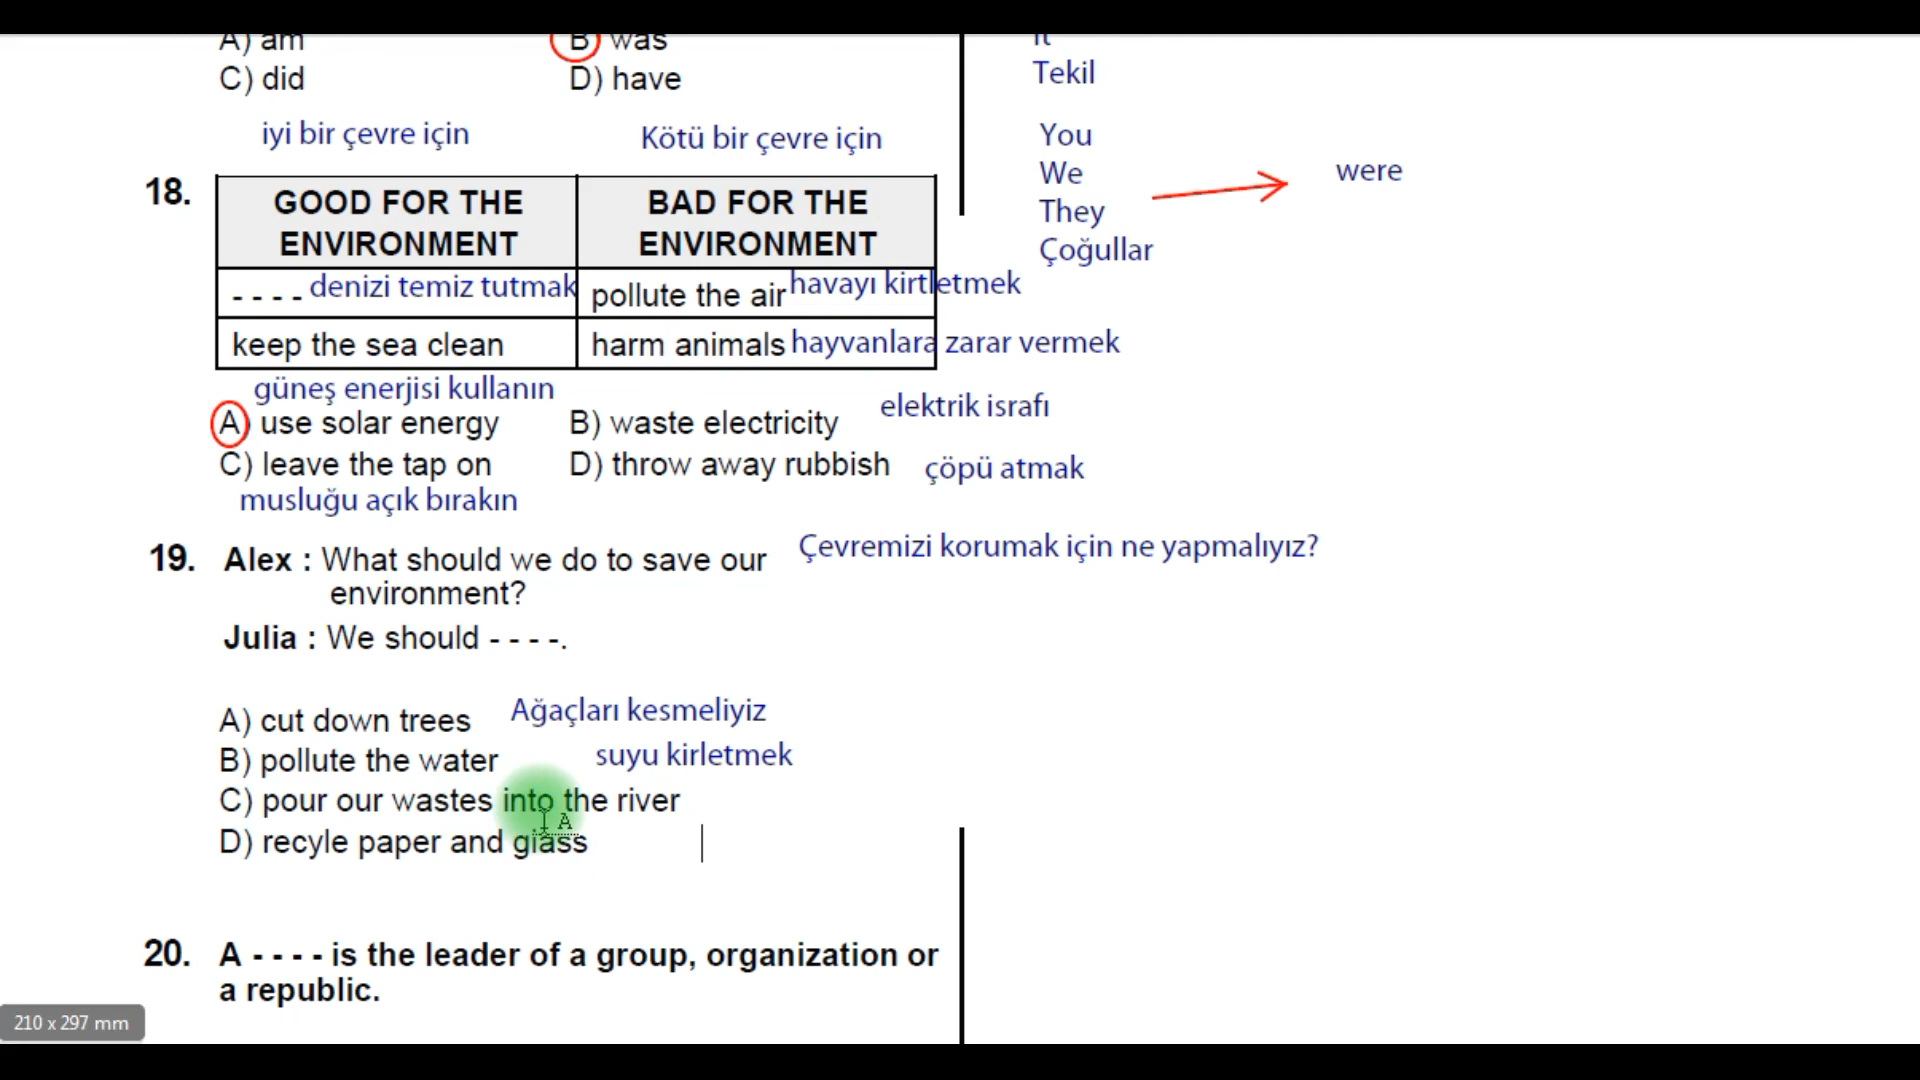 A) am B) was
C) did D) have
It
Tekil
You
We
They
Çoğullar
were
iyi bir çevre için Kötü bir çevre için
18. GOOD FOR THE ENVIRONMENT BAD FOR THE ENVIRONMENT
- - - - denizi temiz tutmak pollute the air havayı kirtletmek
keep the sea clean harm animals hayvanlara zarar vermek
güneş enerjisi kullanın
A) use solar energy B) waste electricity elektrik israfı
C) leave the tap on D) throw away rubbish çöpü atmak
musluğu açık bırakın
19. Alex : What should we do to save our Çevremizi korumak için ne yapmalıyız?
environment?
Julia : We should - - - -.
A) cut down trees Ağaçları kesmeliyiz
B) pollute the water suyu kirletmek
C) pour our wastes into the river
D) recyle paper and glass
20. A - - - - is the leader of a group, organization or
a republic.
210 x 297 mm